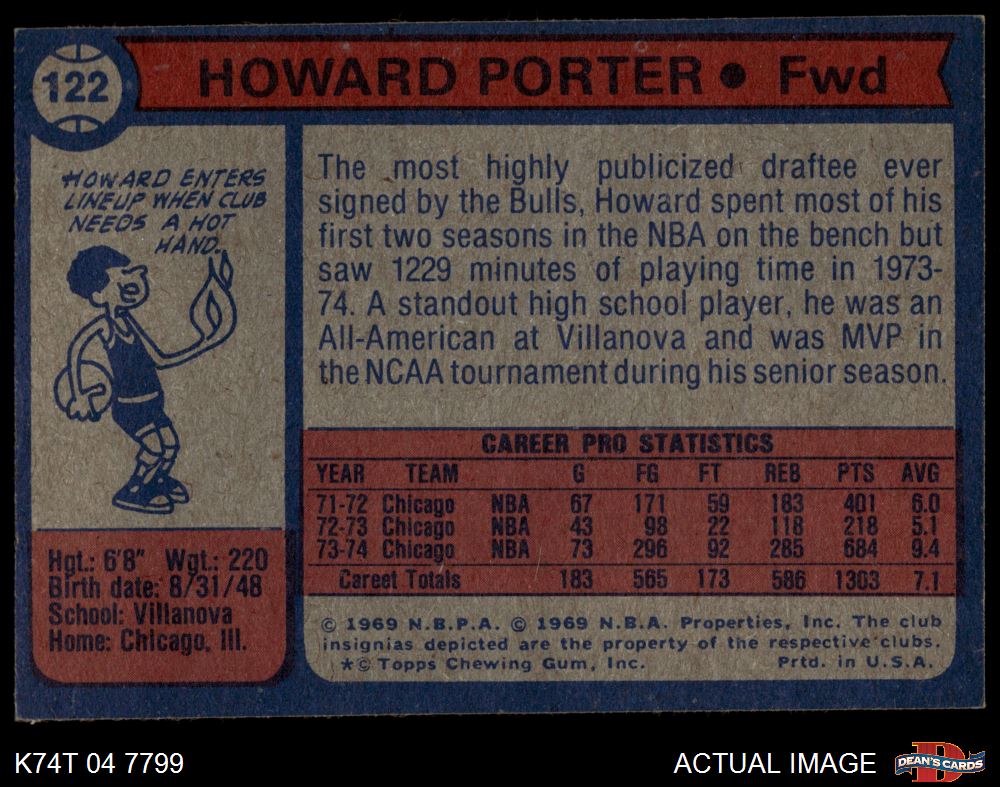 122
HOWARD PORTER • Fwd
HOWARD ENTERS
LINEUP WHEN CLUB
NEEDS A HOT
HAND.
The most highly publicized draftee ever
signed by the Bulls, Howard spent most of his
first two seasons in the NBA on the bench but
saw 1229 minutes of playing time in 1973-
74. A standout high school player, he was an
All-American at Villanova and was MVP in
the NCAA tournament during his senior season.
Hgt.: 6'8" Wgt.: 220
Birth date: 8/31/48
School: Villanova
Home: Chicago, Ill.
CAREER PRO STATISTICS
YEAR TEAM G FG FT REB PTS AVG
71-72 Chicago NBA 67 171 59 183 401 6.0
72-73 Chicago NBA 43 98 22 118 218 5.1
73-74 Chicago NBA 73 296 92 285 684 9.4
Career Totals 183 565 173 586 1303 7.1
© 1969 N.B.P.A. © 1969 N.B.A. Properties, Inc. The club
insignias depicted are the property of the respective clubs.
*© Topps Chewing Gum, Inc. Prtd. in U.S.A.
K74T 04 7799
ACTUAL IMAGE
D
DEAN'S CARDS